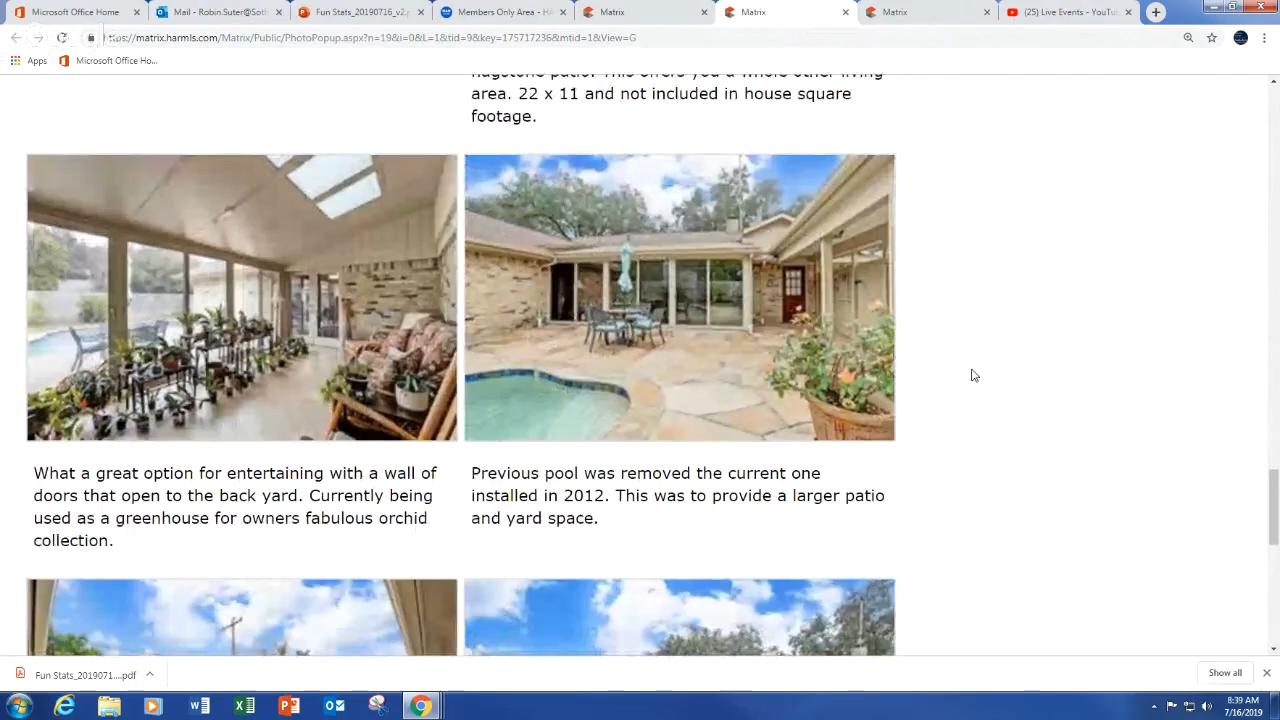 Microsoft Office Home
Mail - Robin.Suter@Soth
Fun Stats_20190716_v2.p
Members Only Area - H
Matrix
Matrix
Matrix
(25) Live Events - YouTu
https://matrix.harmls.com/Matrix/Public/PhotoPopup.aspx?n=19&i=0&L=1&tid=9&key=175717236&mtid=1&View=G
Apps
Microsoft Office Ho...
flagstone patio. This offers you a whole other living
area. 22 x 11 and not included in house square
footage.
What a great option for entertaining with a wall of
doors that open to the back yard. Currently being
used as a greenhouse for owners fabulous orchid
collection.
Previous pool was removed the current one
installed in 2012. This was to provide a larger patio
and yard space.
Fun Stats_2019071....pdf
Show all
8:39 AM
7/16/2019